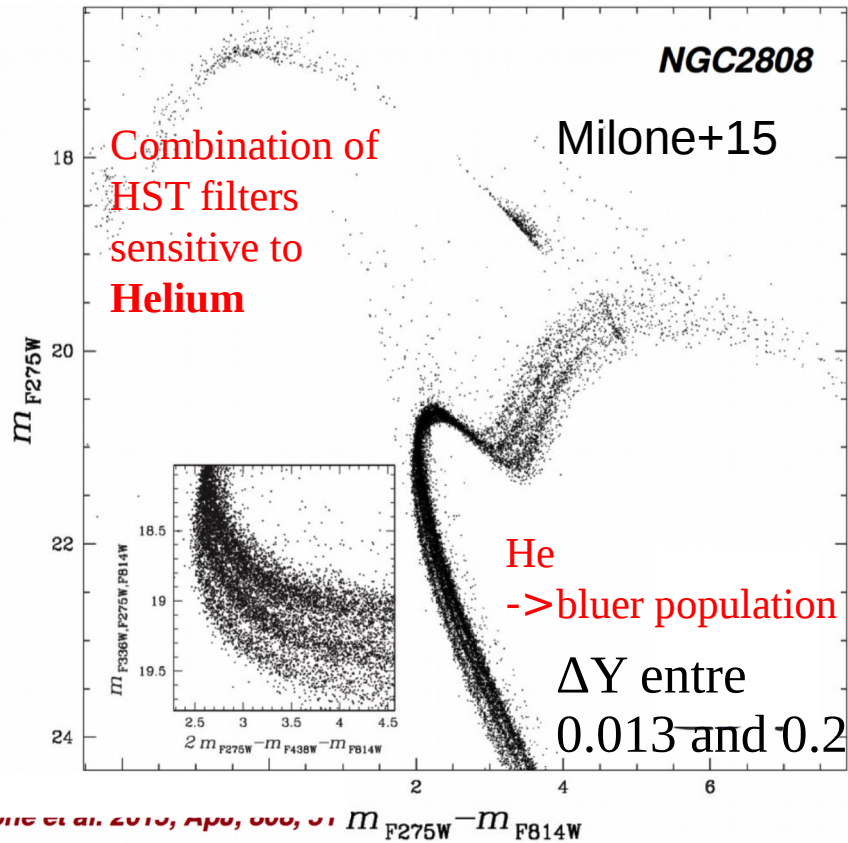 NGC2808
Milone+15
Combination of
HST filters
sensitive to
Helium
18
20
22
24
m F275W
He
->bluer population
ΔY entre
0.013 and 0.2
18.5
19
19.5
m F336W,F275W,F814W
2.5 3 3.5 4 4.5
2 m F275W−m F438W−m F814W
2 4 6
m F275W−m F814W